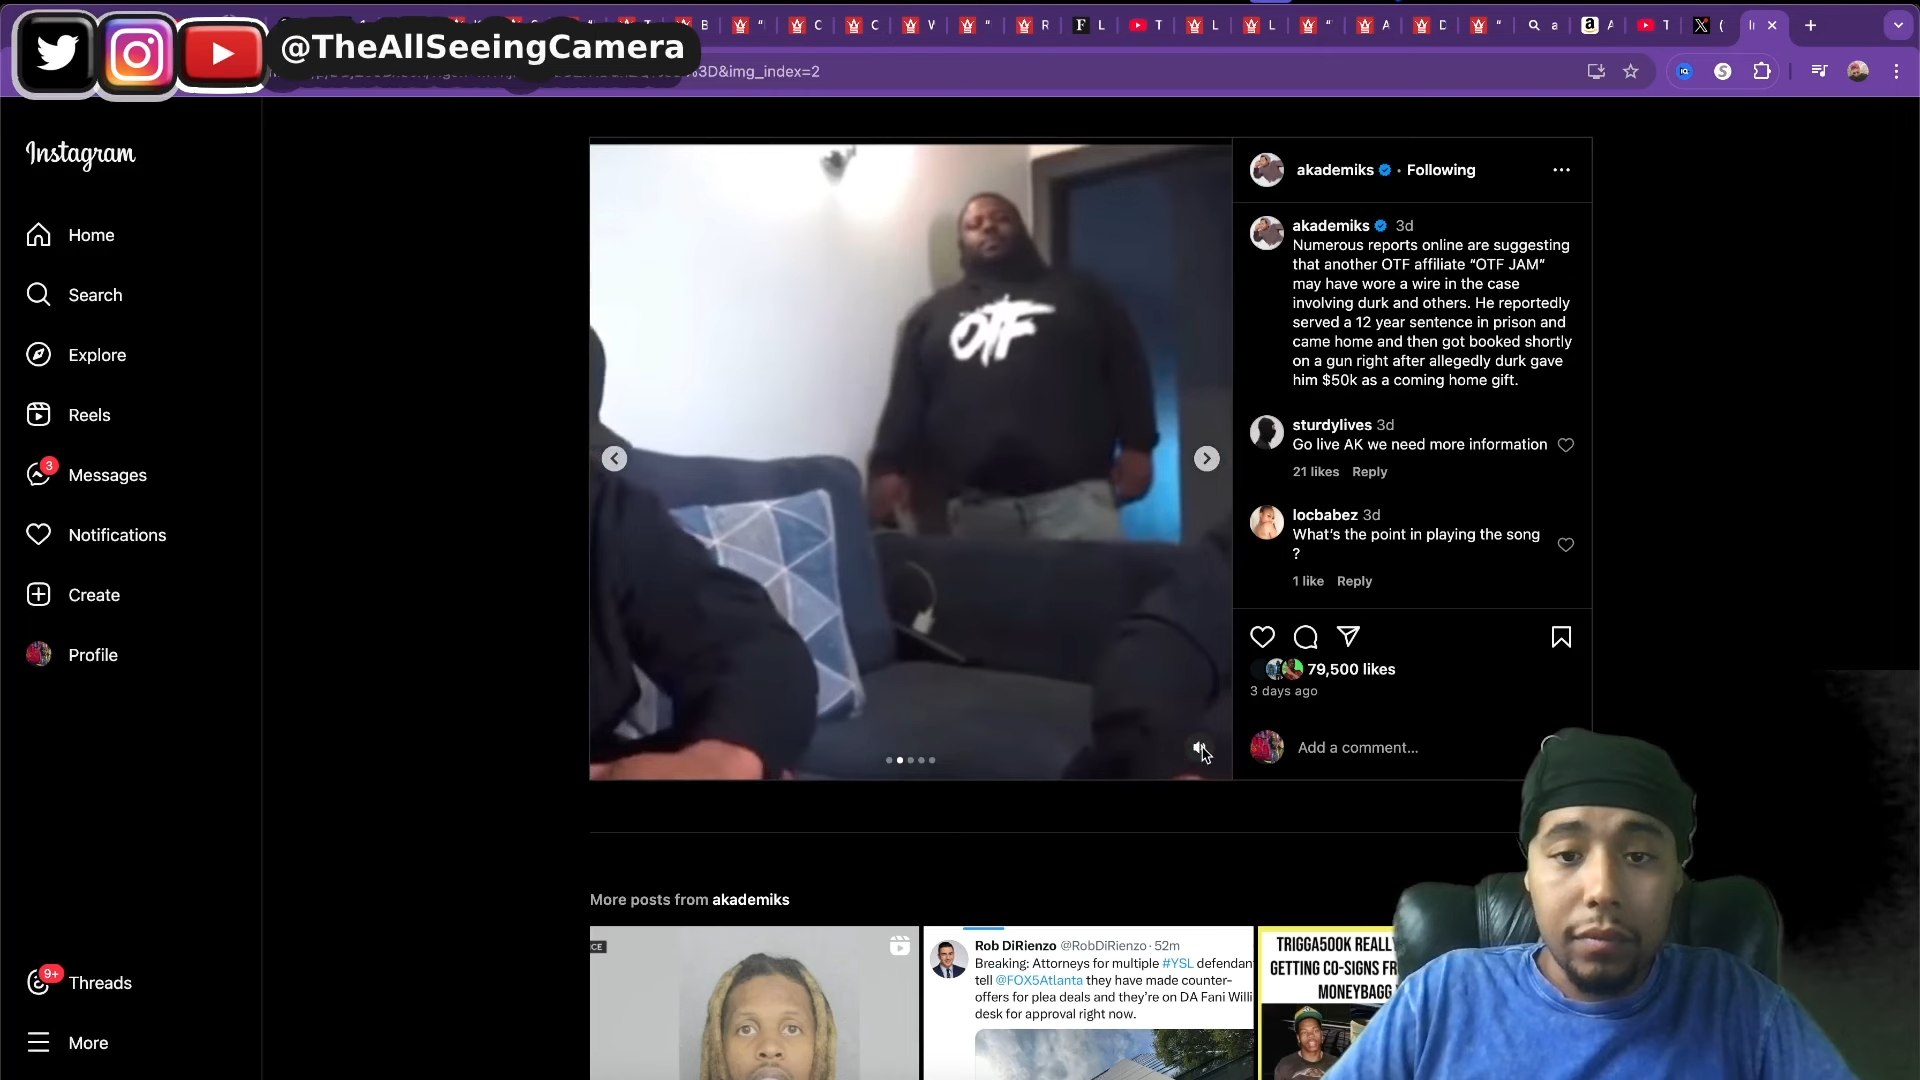 @TheAllSeeingCamera
3D&img_index=2
Instagram
Home
Search
Explore
Reels
3
Messages
Notifications
Create
Profile
9+
Threads
More
OTF
akademiks • Following
akademiks 3d
Numerous reports online are suggesting
that another OTF affiliate “OTF JAM”
may have wore a wire in the case
involving durk and others. He reportedly
served a 12 year sentence in prison and
came home and then got booked shortly
on a gun right after allegedly durk gave
him $50k as a coming home gift.
sturdylives 3d
Go live AK we need more information
21 likes Reply
locbabez 3d
What’s the point in playing the song
?
1 like Reply
79,500 likes
3 days ago
Add a comment...
More posts from akademiks
CE
Rob DiRienzo @RobDiRienzo · 52m
Breaking: Attorneys for multiple #YSL defendan
tell @FOX5Atlanta they have made counter-
offers for plea deals and they’re on DA Fani Willi
desk for approval right now.
TRIGGA500K REALLY
GETTING CO-SIGNS FR
MONEYBAGG